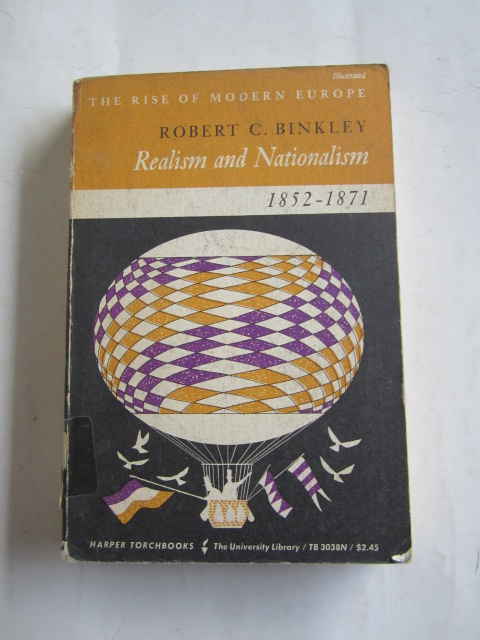 Illustrated
THE RISE OF MODERN EUROPE
ROBERT C. BINKLEY
Realism and Nationalism
1852-1871
HARPER TORCHBOOKS The University Library / TB 3038N / $2.45